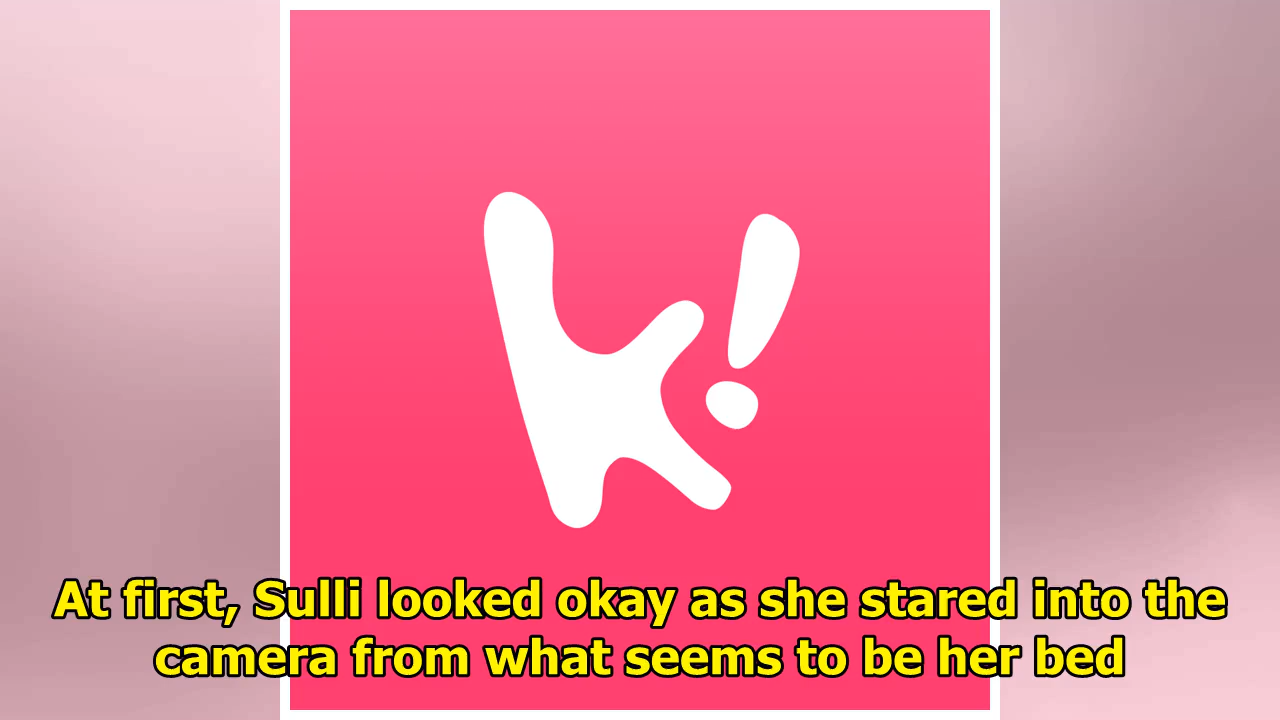 k!
At first, Sulli looked okay as she stared into the
camera from what seems to be her bed